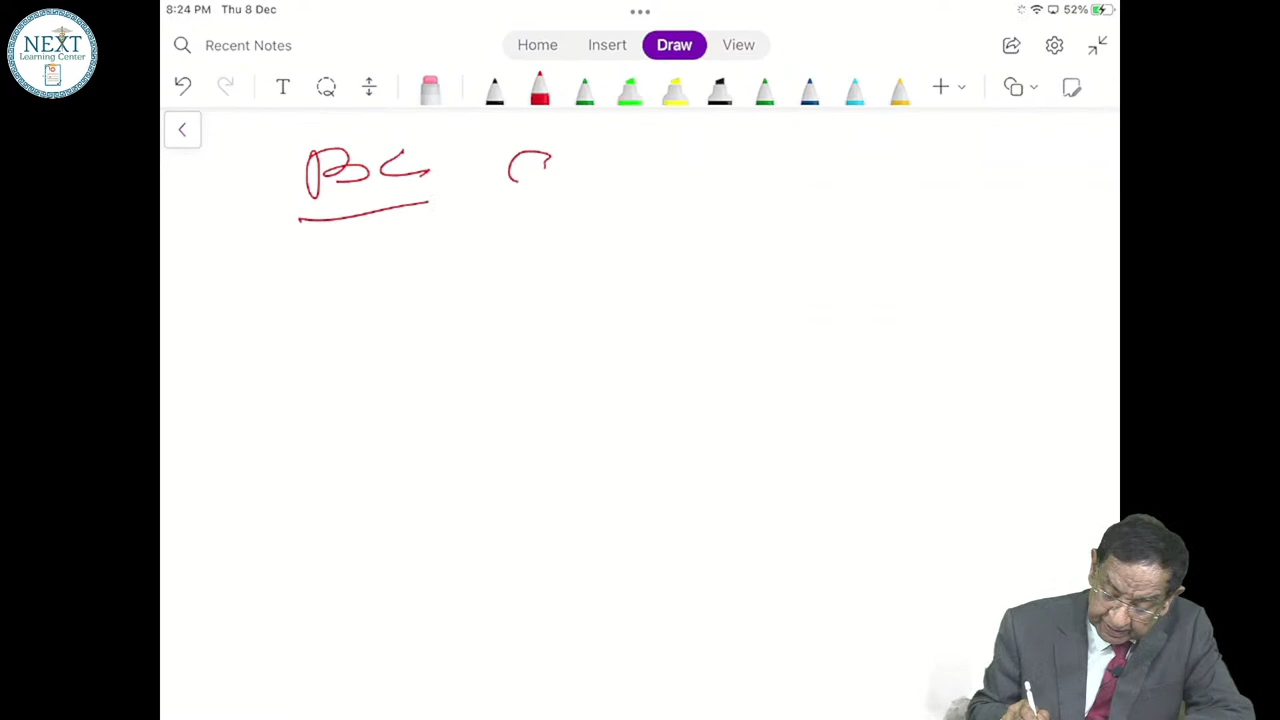 8:24 PM Thu 8 Dec
52%
NEXT
Learning Center
Recent Notes
Home Insert Draw View
T
BC